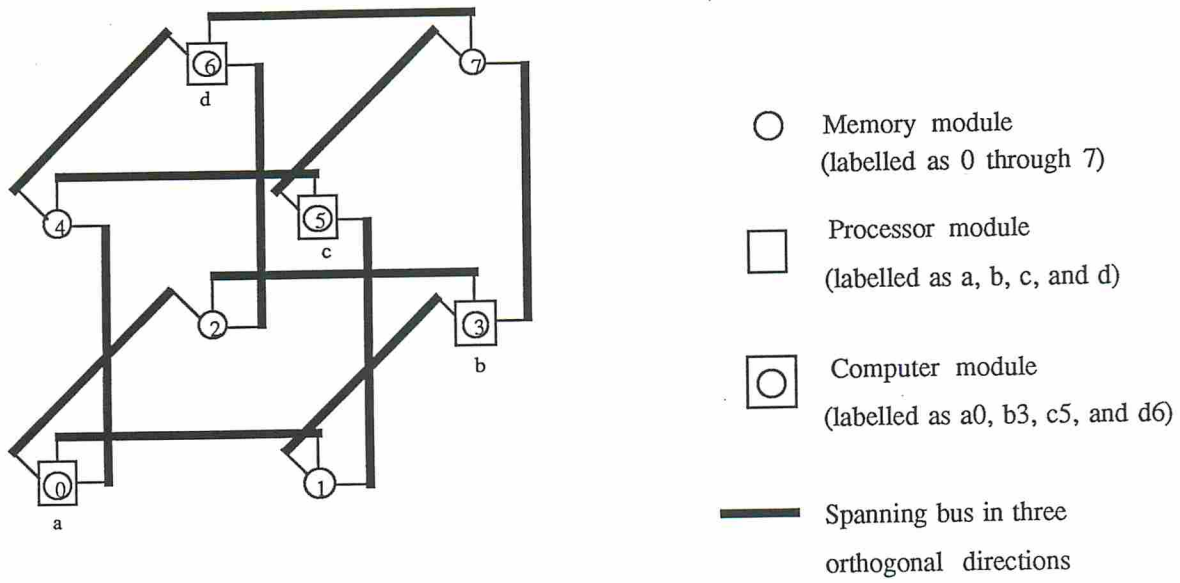 6
d
7
4
5
c
2
3
b
0
a
1
Memory module
(labelled as 0 through 7)
Processor module
(labelled as a, b, c, and d)
Computer module
(labelled as a0, b3, c5, and d6)
Spanning bus in three
orthogonal directions